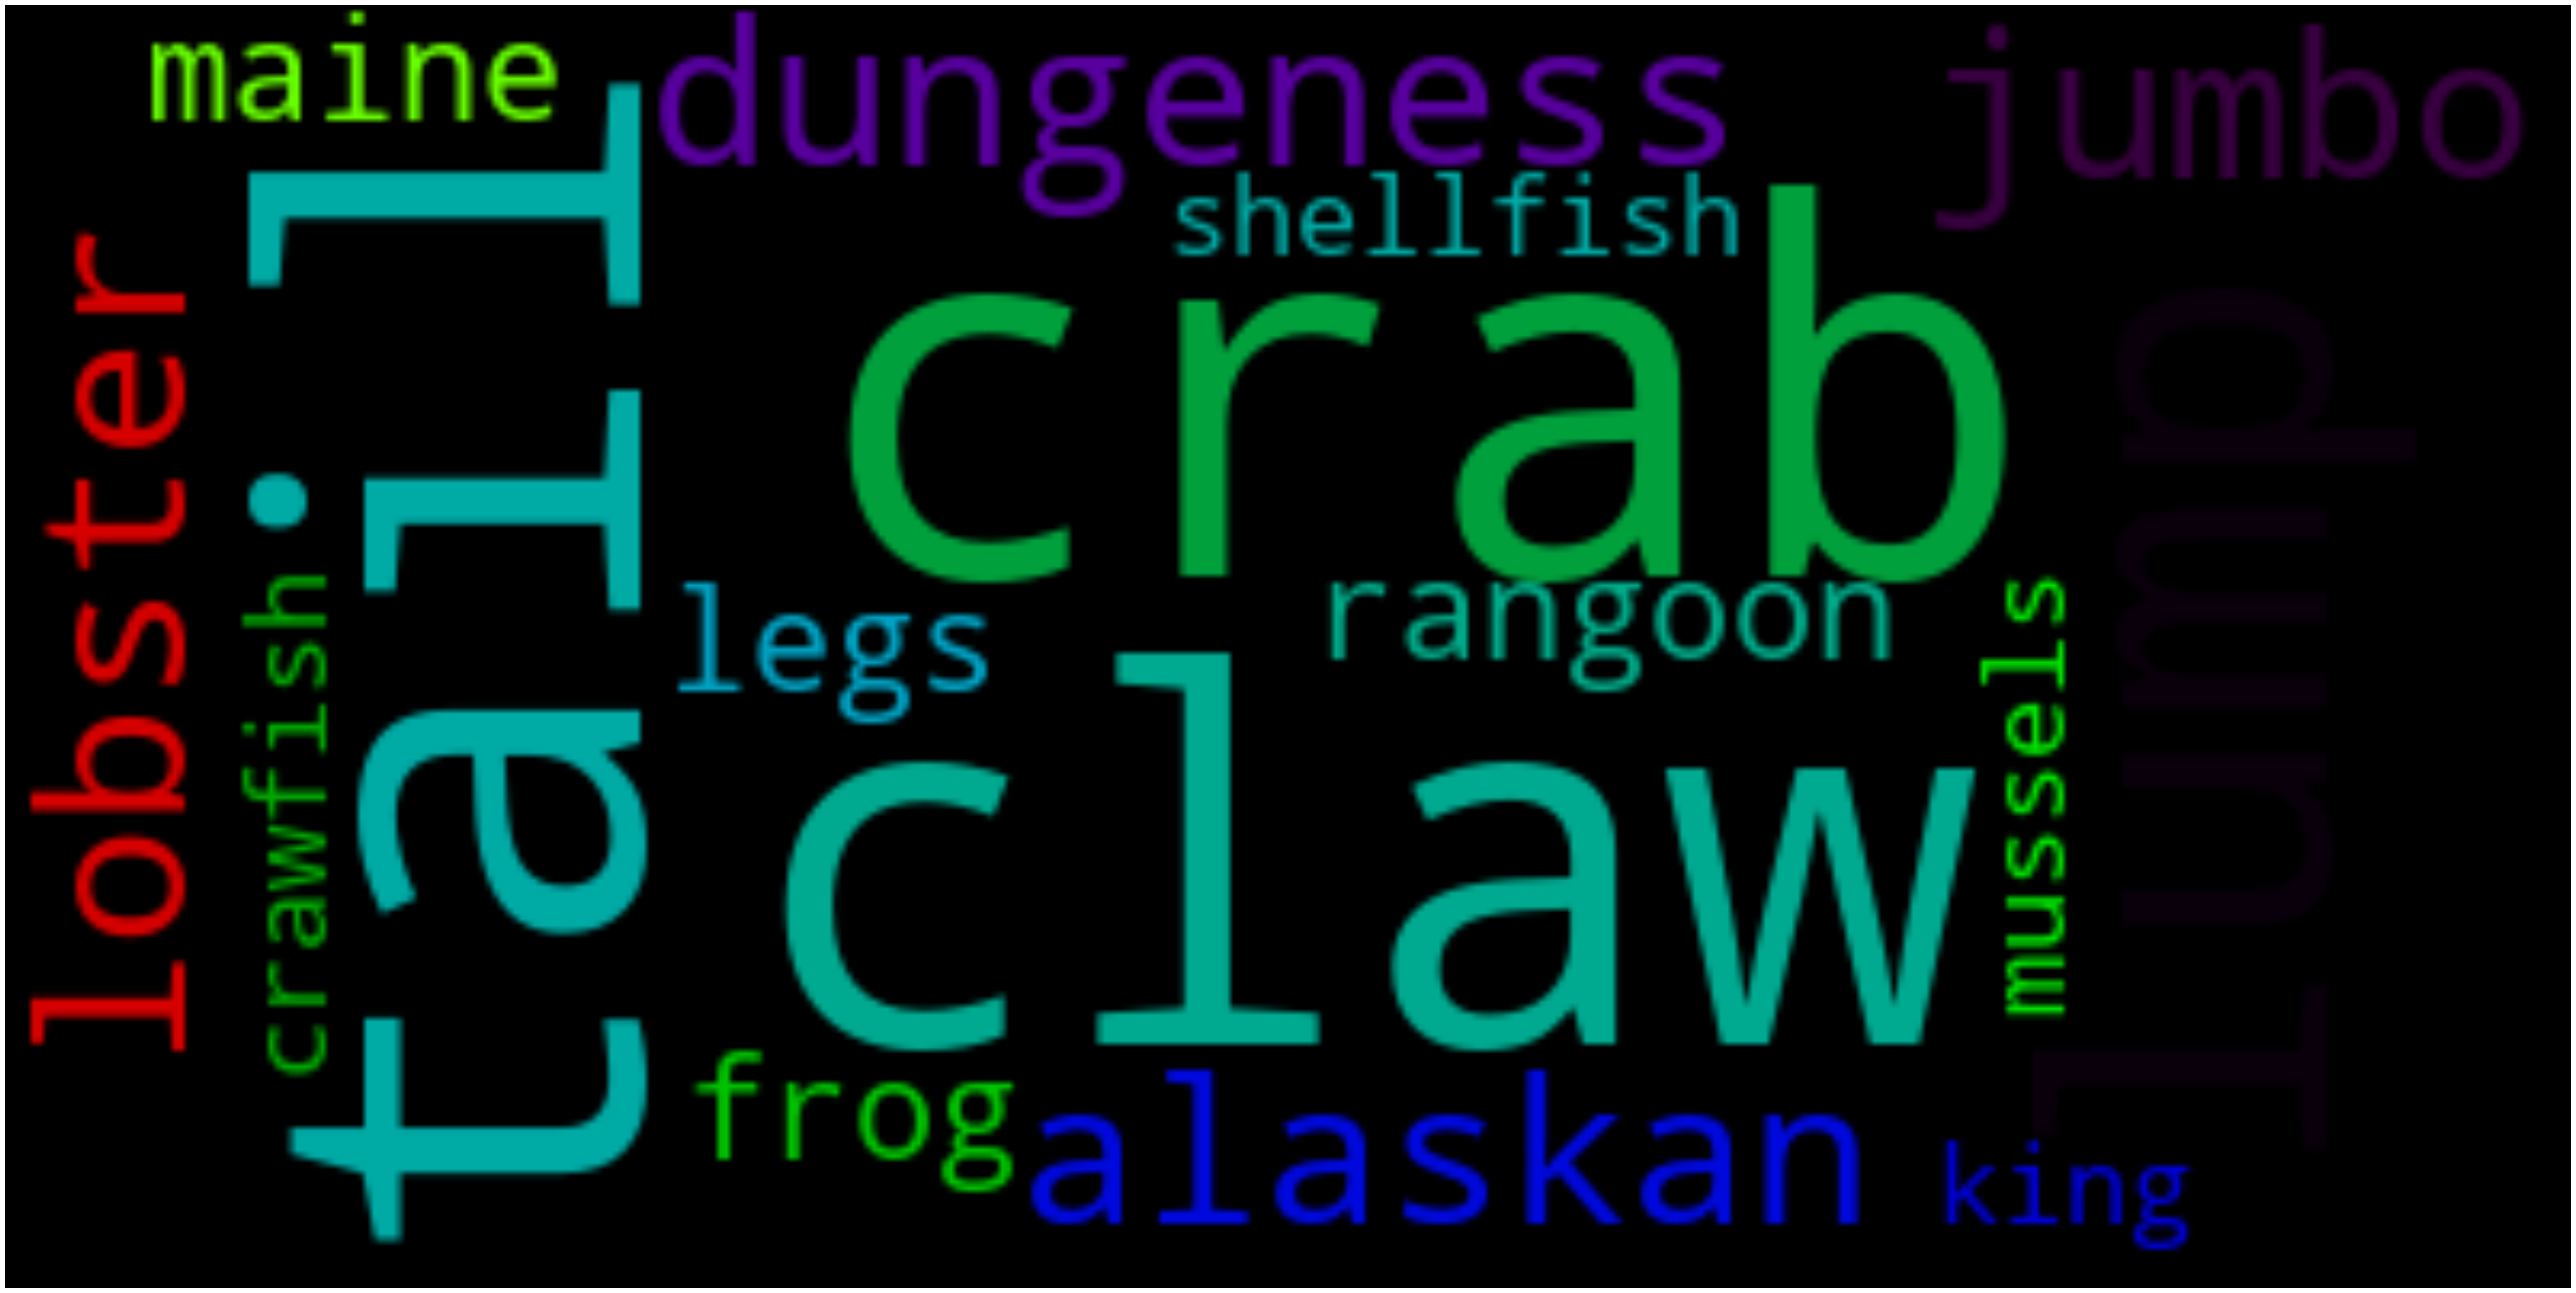 maine
dungeness
jumbo
shellfish
lobster
tail
crab
lump
crawfish
legs
rangoon
mussels
claw
frog
alaskan
king